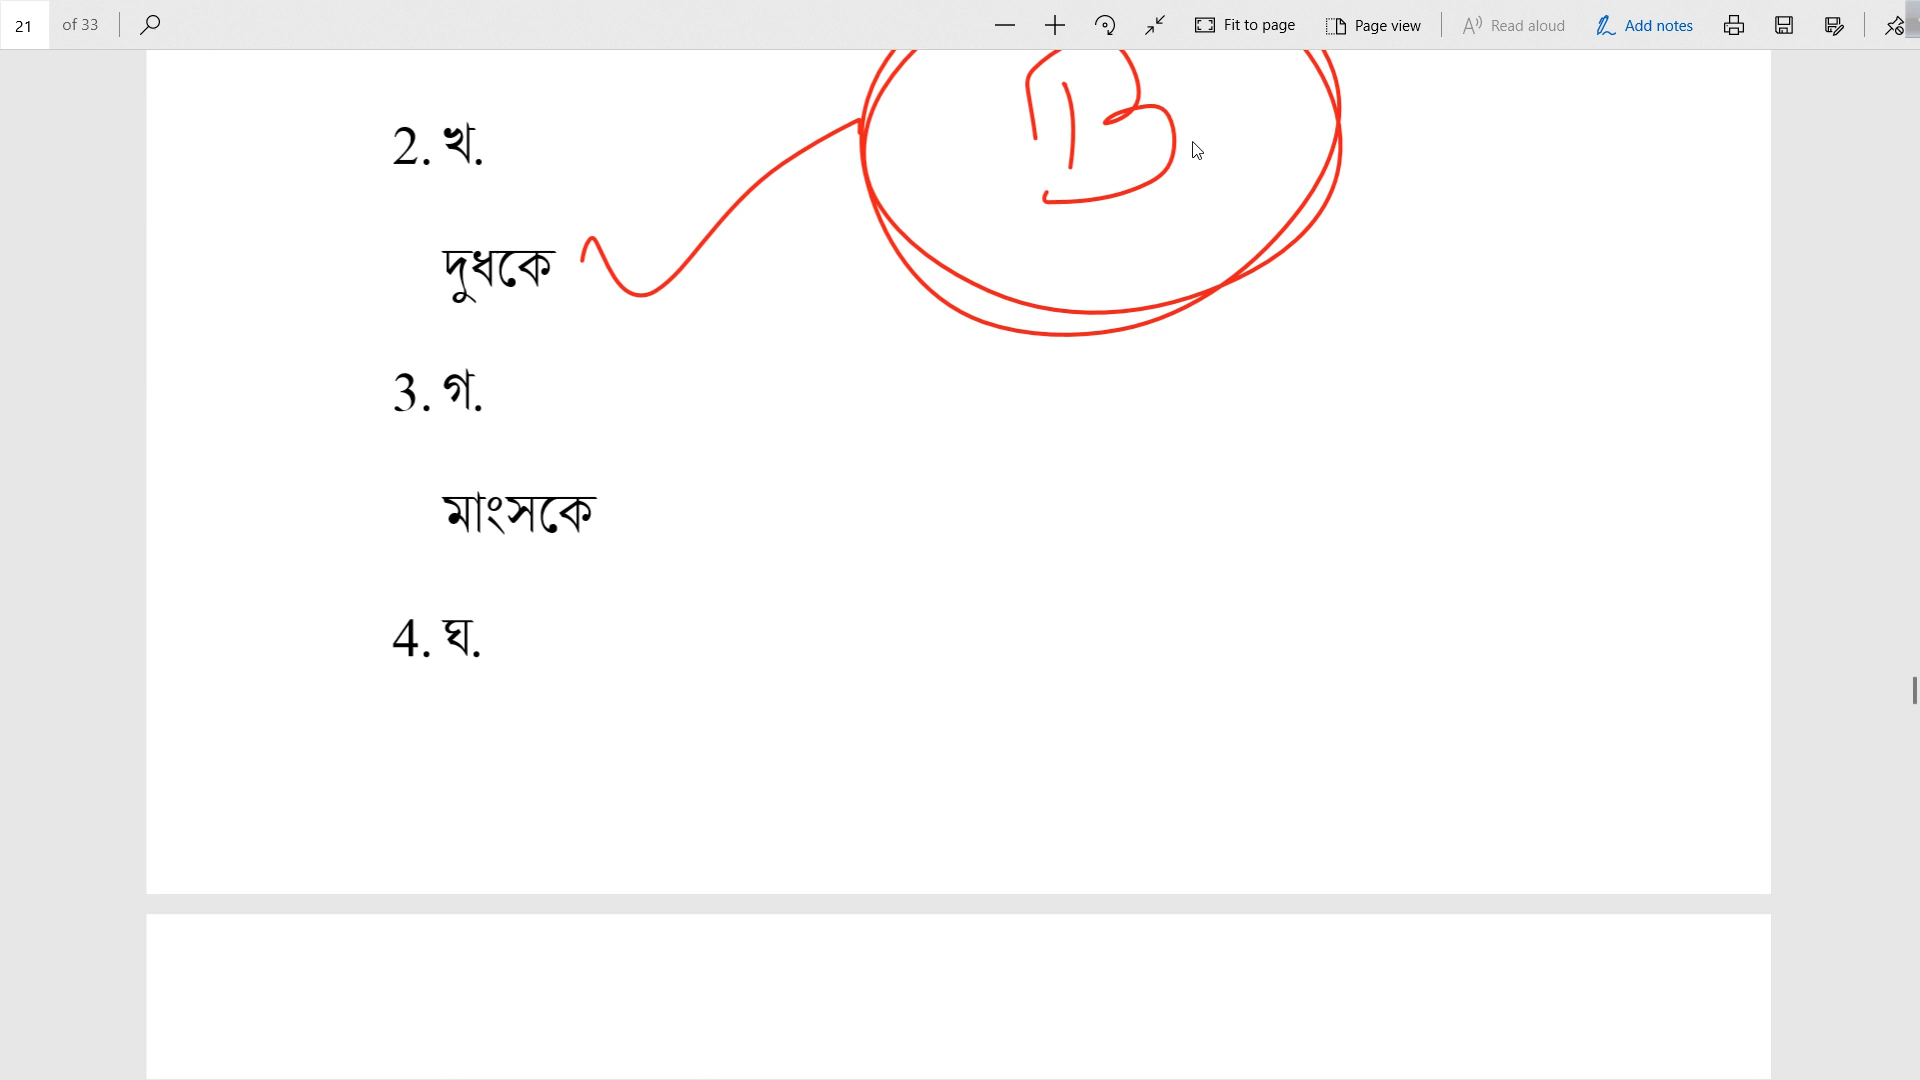 21 of 33 Fit to page Page view Read aloud Add notes
B
2. খ.
দুধকে
3. গ.
মাংসকে
4. ঘ.